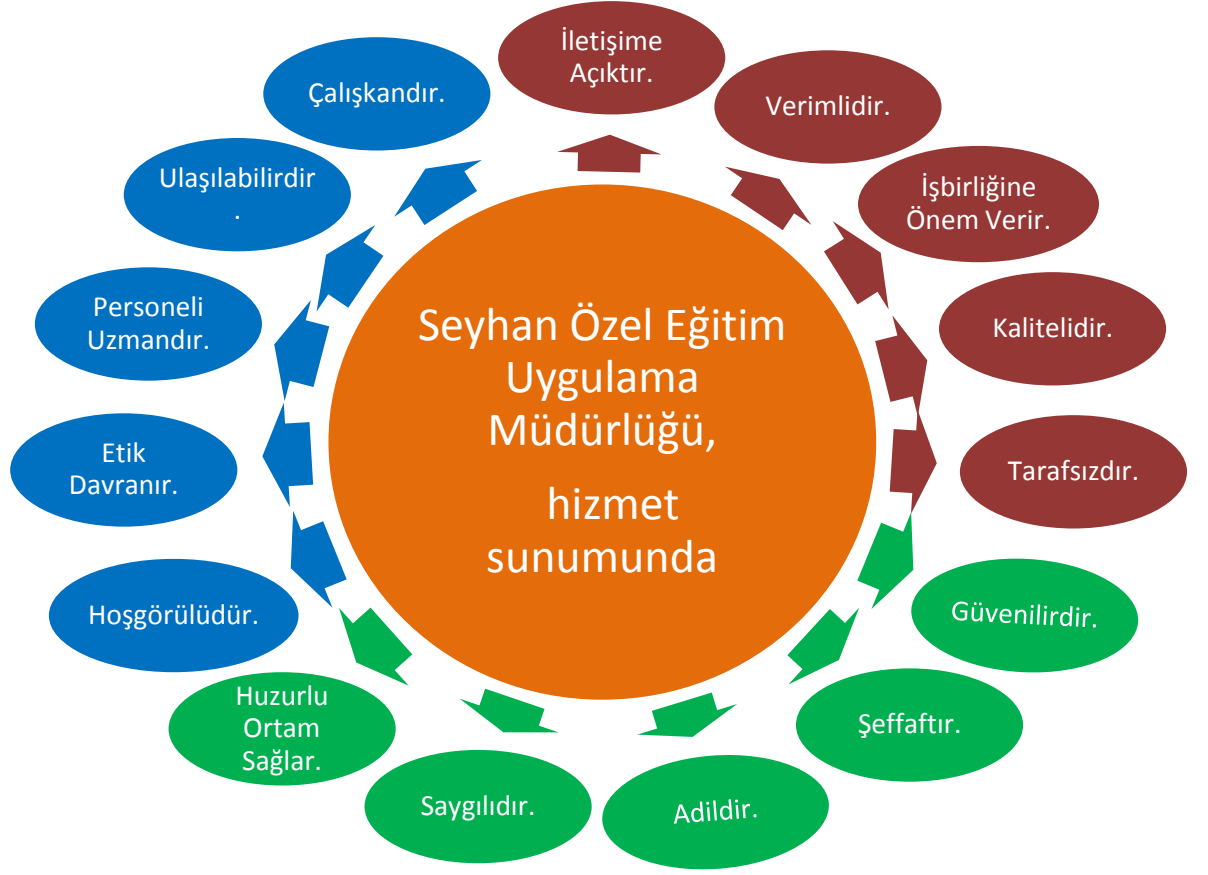 Seyhan Özel Eğitim
Uygulama
Müdürlüğü,
hizmet
sunumunda
İletişime
Açıktır.
Verimlidir.
İşbirliğine
Önem Verir.
Kalitelidir.
Tarafsızdır.
Güvenilirdir.
Şeffaftır.
Adildir.
Saygılıdır.
Huzurlu
Ortam
Sağlar.
Hoşgörülüdür.
Etik
Davranır.
Personeli
Uzmandır.
Ulaşılabilirdir
.
Çalışkandır.